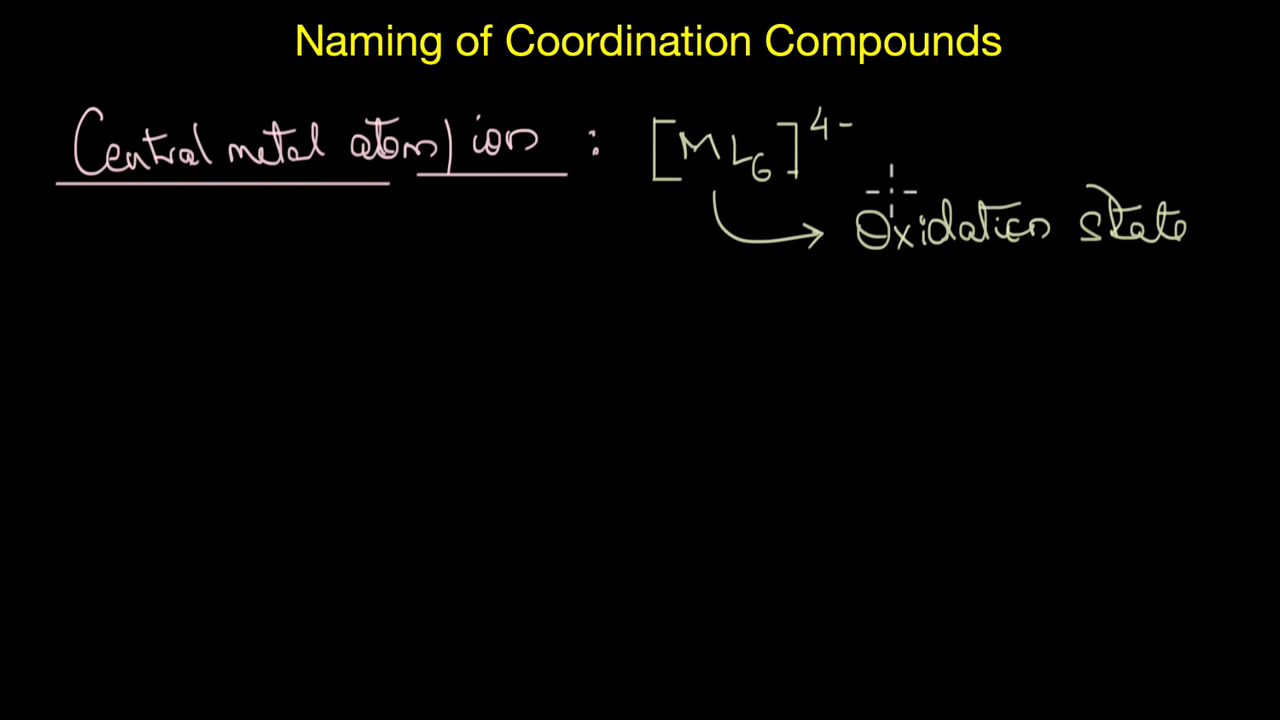 Naming of Coordination Compounds
Central metal atom/ion : [ML₆]⁴⁻
Oxidation state